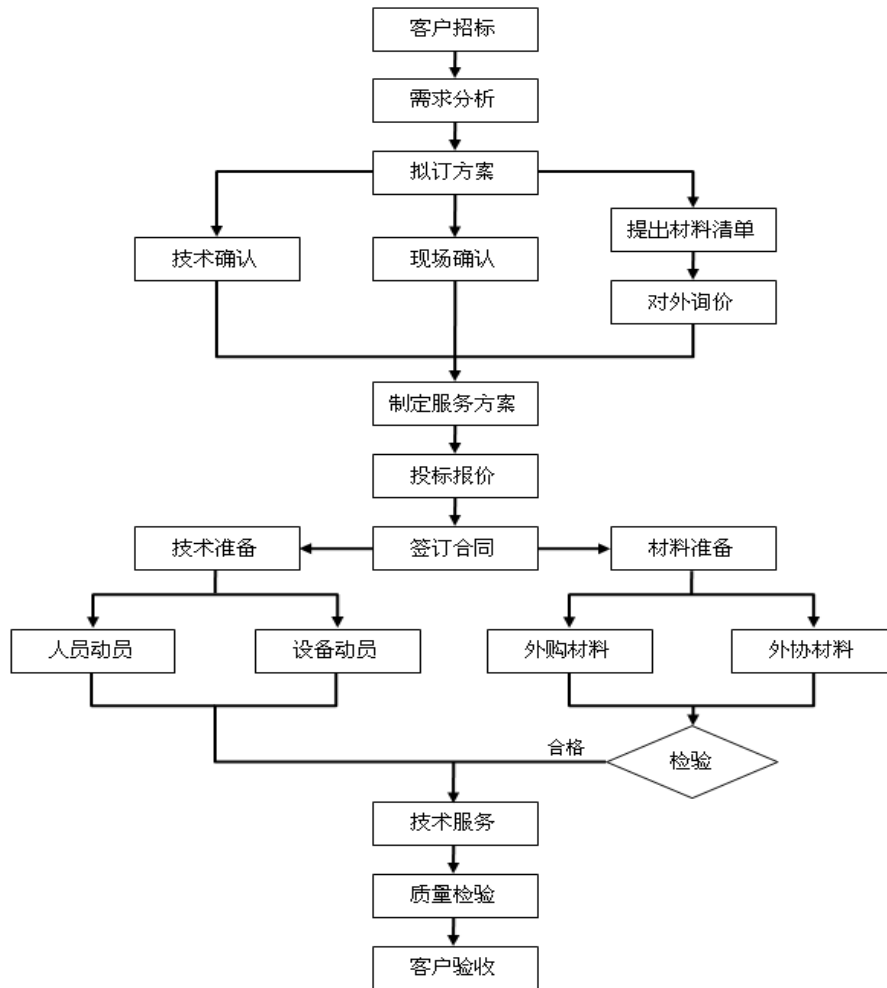 客户招标
需求分析
拟订方案
提出材料清单
技术确认
现场确认
对外询价
制定服务方案
投标报价
技术准备
签订合同
材料准备
人员动员
设备动员
外购材料
外协材料
合格
检验
技术服务
质量检验
客户验收